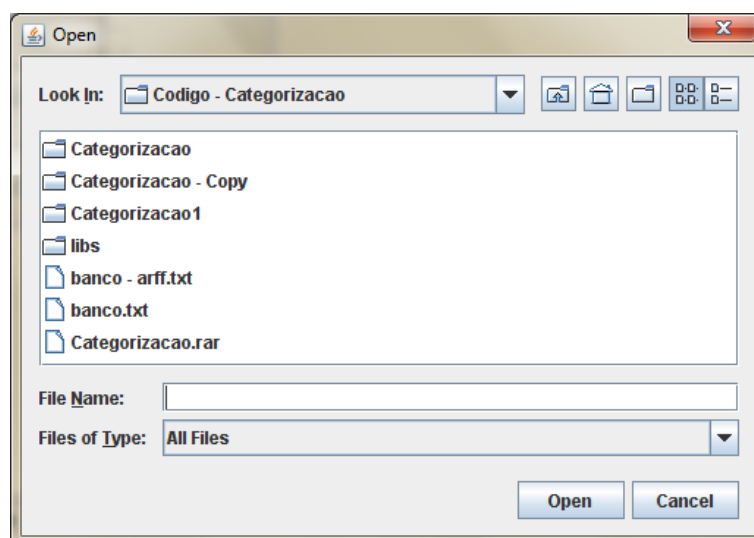 Open
Look In: Codigo - Categorizacao
Categorizacao
Categorizacao - Copy
Categorizacao1
libs
banco - arff.txt
banco.txt
Categorizacao.rar
File Name:
Files of Type: All Files
Open Cancel